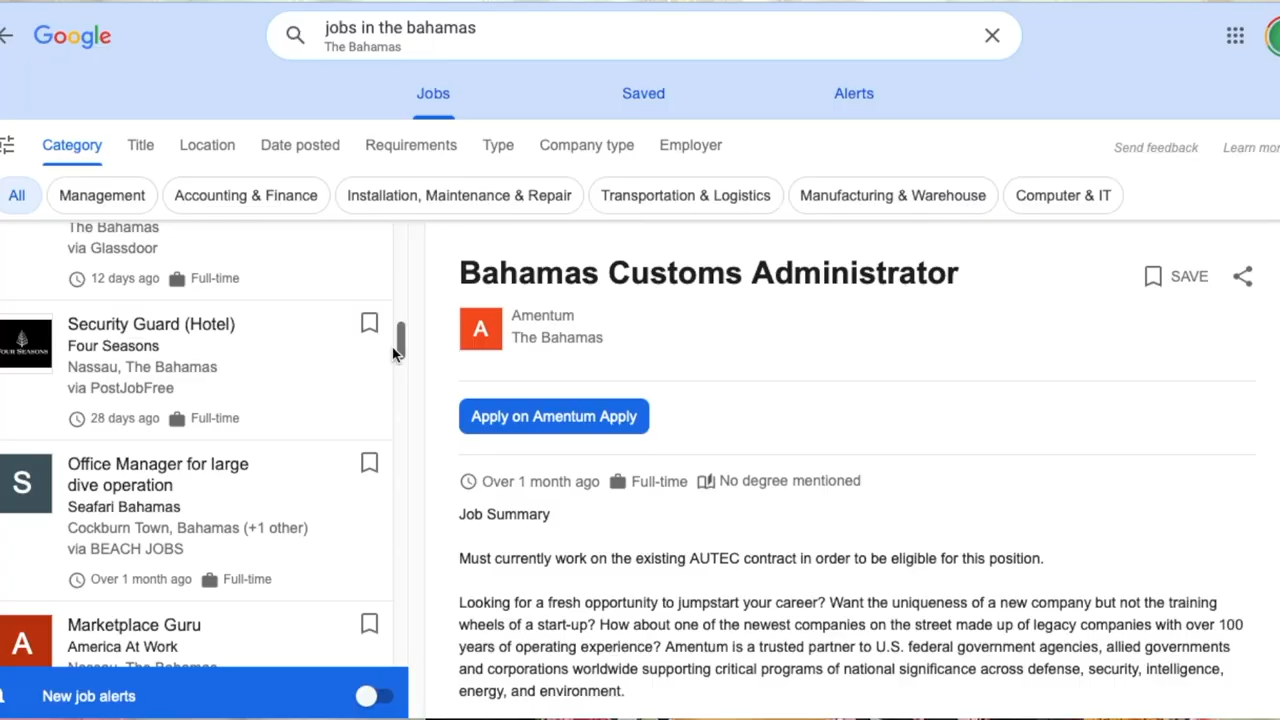 Google
jobs in the bahamas
The Bahamas
Jobs
Saved
Alerts
Category
Title
Location
Date posted
Requirements
Type
Company type
Employer
Send feedback
Learn mor
All
Management
Accounting & Finance
Installation, Maintenance & Repair
Transportation & Logistics
Manufacturing & Warehouse
Computer & IT
The Bahamas
via Glassdoor
12 days ago
Full-time
FOUR SEASONS
Security Guard (Hotel)
Four Seasons
Nassau, The Bahamas
via PostJobFree
28 days ago
Full-time
S
Office Manager for large
dive operation
Seafari Bahamas
Cockburn Town, Bahamas (+1 other)
via BEACH JOBS
Over 1 month ago
Full-time
A
Marketplace Guru
America At Work
Nassau, The Bahamas
New job alerts
Bahamas Customs Administrator
SAVE
A
Amentum
The Bahamas
Apply on Amentum Apply
Over 1 month ago
Full-time
No degree mentioned
Job Summary
Must currently work on the existing AUTEC contract in order to be eligible for this position.
Looking for a fresh opportunity to jumpstart your career? Want the uniqueness of a new company but not the training
wheels of a start-up? How about one of the newest companies on the street made up of legacy companies with over 100
years of operating experience? Amentum is a trusted partner to U.S. federal government agencies, allied governments
and corporations worldwide supporting critical programs of national significance across defense, security, intelligence,
energy, and environment.